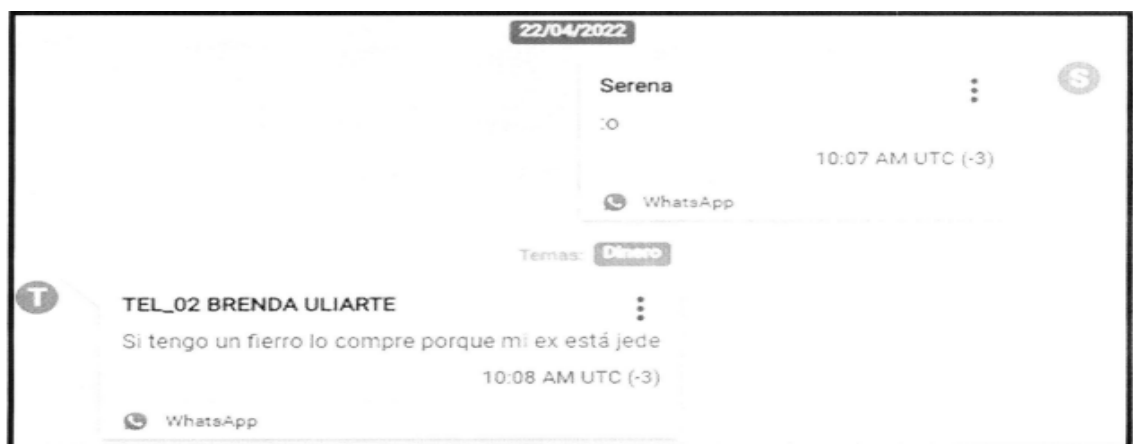 22/04/2022
Serena
:o
10:07 AM UTC (-3)
WhatsApp
Temas: Dinero
TEL_02 BRENDA ULIARTE
Si tengo un fierro lo compre porque mi ex está jede
10:08 AM UTC (-3)
WhatsApp
S
T